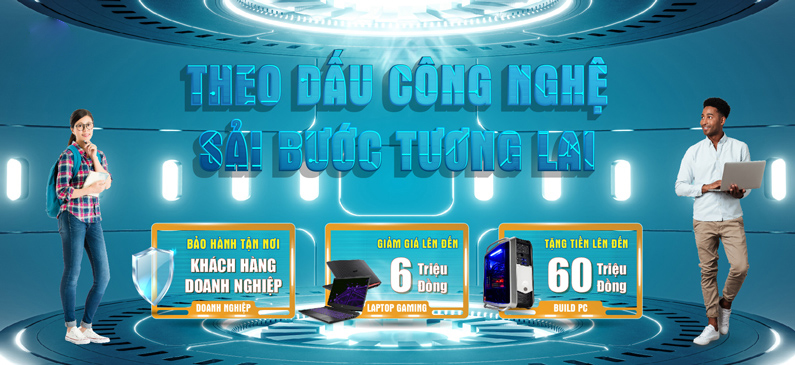 THEO DẤU CÔNG NGHỆ
SẢI BƯỚC TƯƠNG LAI
BẢO HÀNH TẬN NƠI
KHÁCH HÀNG
DOANH NGHIỆP
DOANH NGHIỆP
GIẢM GIÁ LÊN ĐẾN
6 Triệu
Đồng
LAPTOP GAMING
TĂNG TIỀN LÊN ĐẾN
60 Triệu
Đồng
BUILD PC